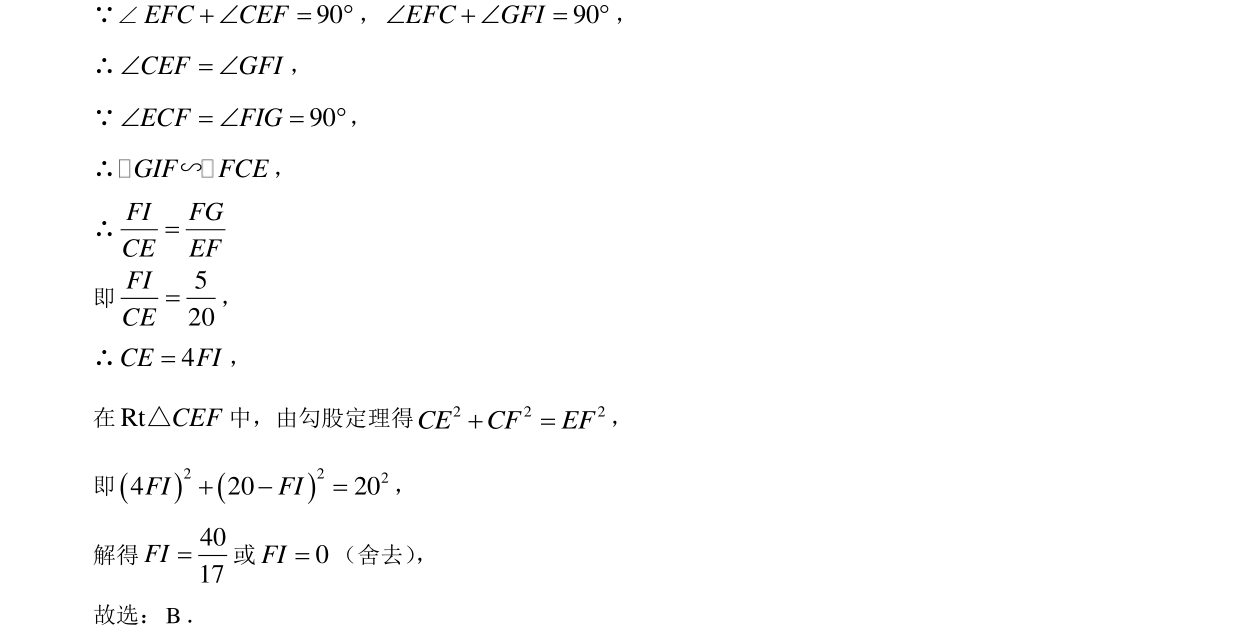 ∵∠EFC+∠CEF=90°，∠EFC+∠GFI=90°，
∴∠CEF=∠GFI，
∵∠ECF=∠FIG=90°，
∴□GIF∽□FCE，
∴FI/CE=FG/EF
即FI/CE=5/20，
∴CE=4FI，
在Rt△CEF中，由勾股定理得CE²+CF²=EF²，
即(4FI)²+(20−FI)²=20²，
解得FI=40/17或FI=0（舍去），
故选：B．